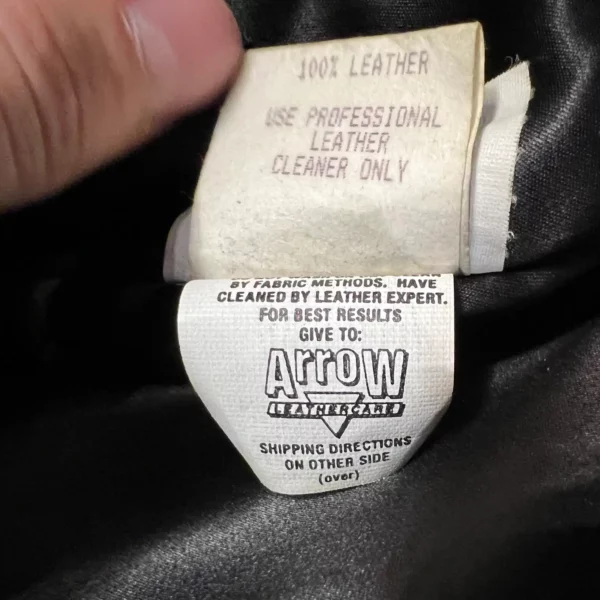 100% LEATHER
USE PROFESSIONAL
LEATHER
CLEANER ONLY
BY FABRIC METHODS. HAVE
CLEANED BY LEATHER EXPERT.
FOR BEST RESULTS
GIVE TO:
ArroW
LEATHERCARE
SHIPPING DIRECTIONS
ON OTHER SIDE
(over)